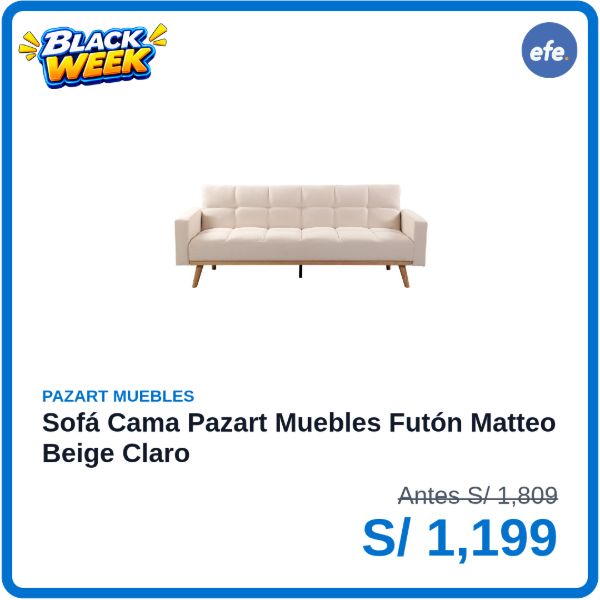 BLACK
WEEK
efe.
PAZART MUEBLES
Sofá Cama Pazart Muebles Futón Matteo
Beige Claro
Antes S/ 1,809
S/ 1,199